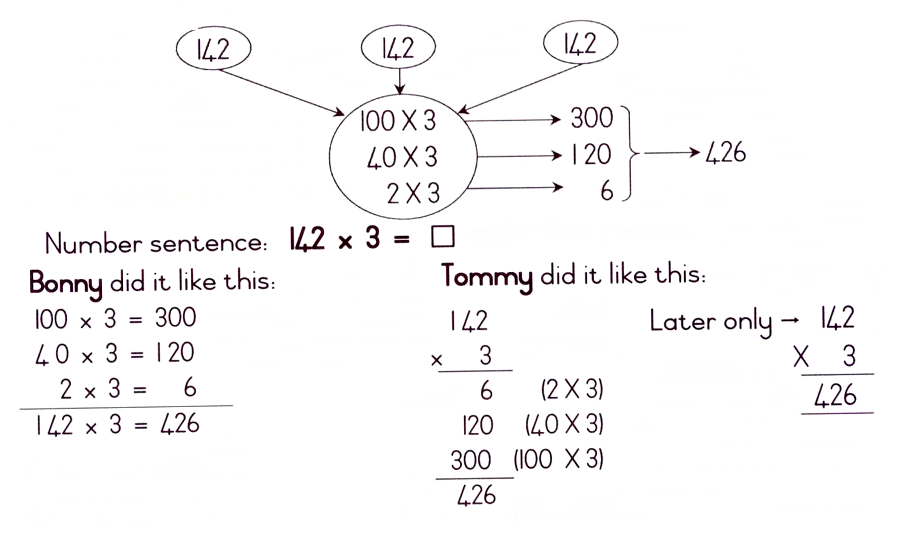 142 142 142
100 X 3 300
40 X 3 120 426
2 X 3 6
Number sentence: 142 x 3 = □
Bonny did it like this:
100 x 3 = 300
40 x 3 = 120
2 x 3 = 6
142 x 3 = 426
Tommy did it like this:
142
x 3
6 (2 X 3)
120 (40 X 3)
300 (100 X 3)
426
Later only → 142
X 3
426